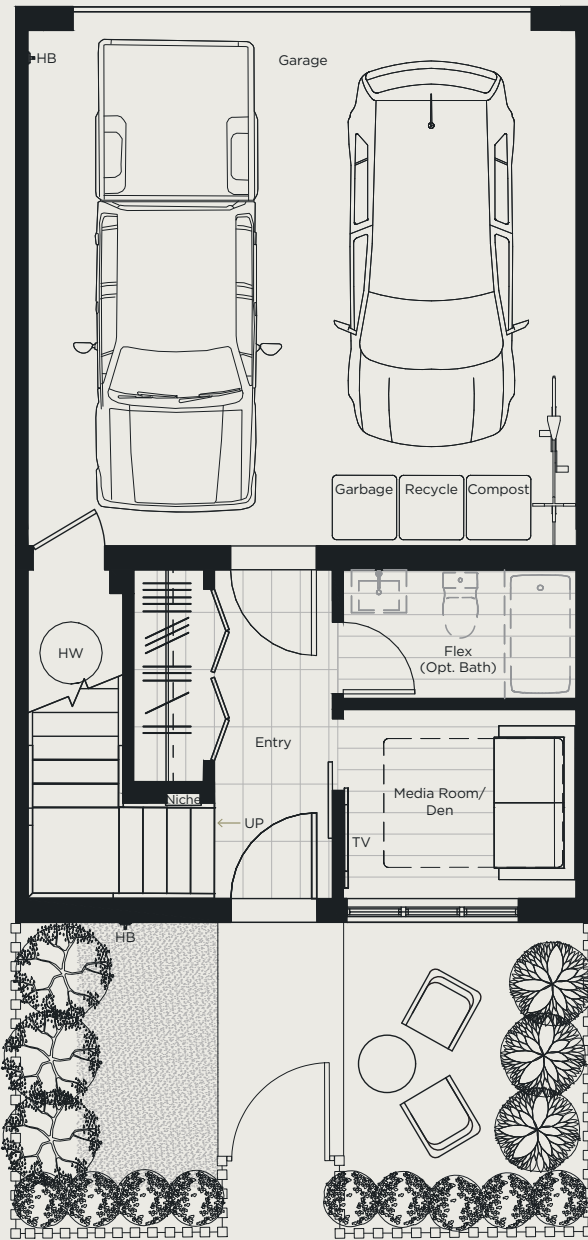 HB
Garage
Garbage
Recycle
Compost
HW
Flex
(Opt. Bath)
Entry
Niche
Media Room/
Den
UP
TV
HB